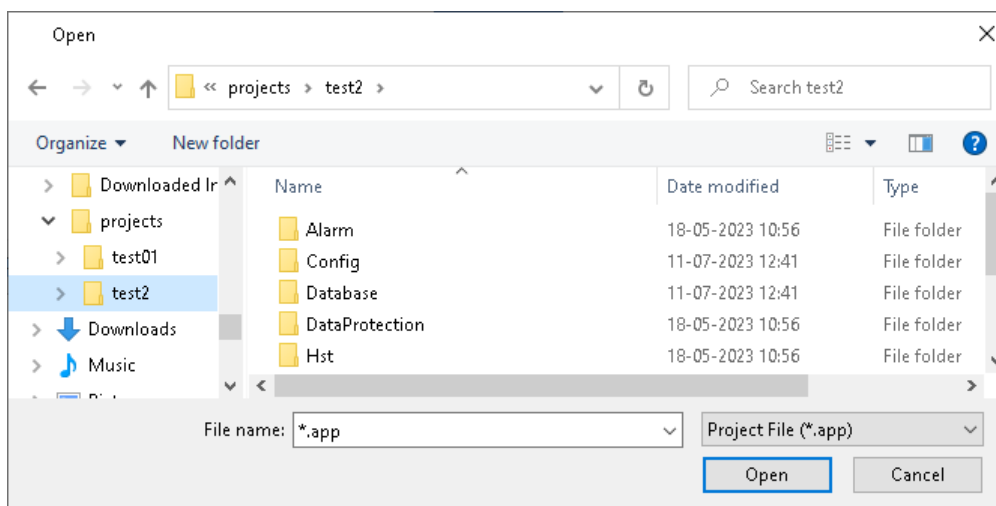 Open
« projects › test2 ›
Search test2
Organize
New folder
Downloaded Ir
projects
test01
test2
Downloads
Music
Name Date modified Type
Alarm 18-05-2023 10:56 File folder
Config 11-07-2023 12:41 File folder
Database 11-07-2023 12:41 File folder
DataProtection 18-05-2023 10:56 File folder
Hst 18-05-2023 10:56 File folder
File name: *.app Project File (*.app)
Open Cancel